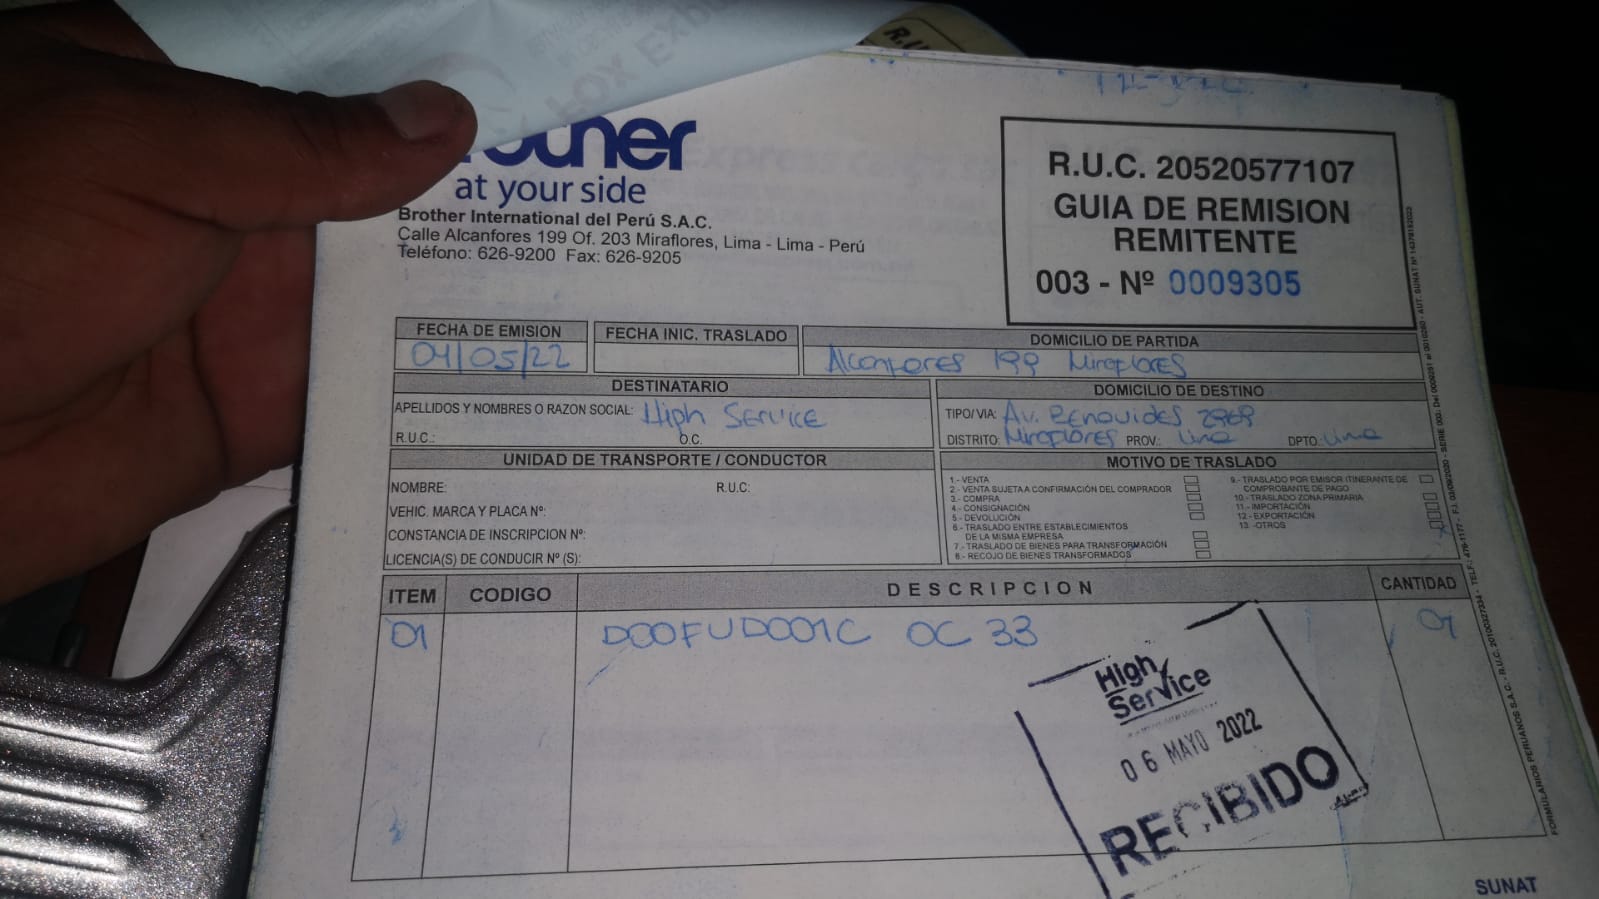 FOX Exp
R.U.
other
at your side
Brother International del Perú S.A.C.
Calle Alcanfores 199 Of. 203 Miraflores, Lima - Lima - Perú
Teléfono: 626-9200 Fax: 626-9205
R.U.C. 20520577107
GUIA DE REMISION
REMITENTE
003 - Nº 0009305
FECHA DE EMISION
04/05/22
FECHA INIC. TRASLADO
DOMICILIO DE PARTIDA
Alcanfores 199 Miraflores
DESTINATARIO
APELLIDOS Y NOMBRES O RAZON SOCIAL: High Service
R.U.C.: O.C.
DOMICILIO DE DESTINO
TIPO/VIA: Av. Benavides 2969
DISTRITO: Miraflores PROV.: Lima DPTO: Lima
UNIDAD DE TRANSPORTE / CONDUCTOR
NOMBRE: R.U.C:
VEHIC. MARCA Y PLACA Nº:
CONSTANCIA DE INSCRIPCION Nº:
LICENCIA(S) DE CONDUCIR Nº (S):
MOTIVO DE TRASLADO
1.- VENTA
2.- VENTA SUJETA A CONFIRMACIÓN DEL COMPRADOR
3.- COMPRA
4.- CONSIGNACIÓN
5.- DEVOLUCIÓN
6.- TRASLADO ENTRE ESTABLECIMIENTOS
DE LA MISMA EMPRESA
7.- TRASLADO DE BIENES PARA TRANSFORMACIÓN
8.- RECOJO DE BIENES TRANSFORMADOS
9.- TRASLADO POR EMISOR ITINERANTE DE
COMPROBANTE DE PAGO
10.- TRASLADO ZONA PRIMARIA
11.- IMPORTACIÓN
12.- EXPORTACIÓN
13.- OTROS
ITEM CODIGO DESCRIPCION CANTIDAD
01 D00FUD001C OC 33 01
High
Service
06 MAYO 2022
RECIBIDO
SUNAT